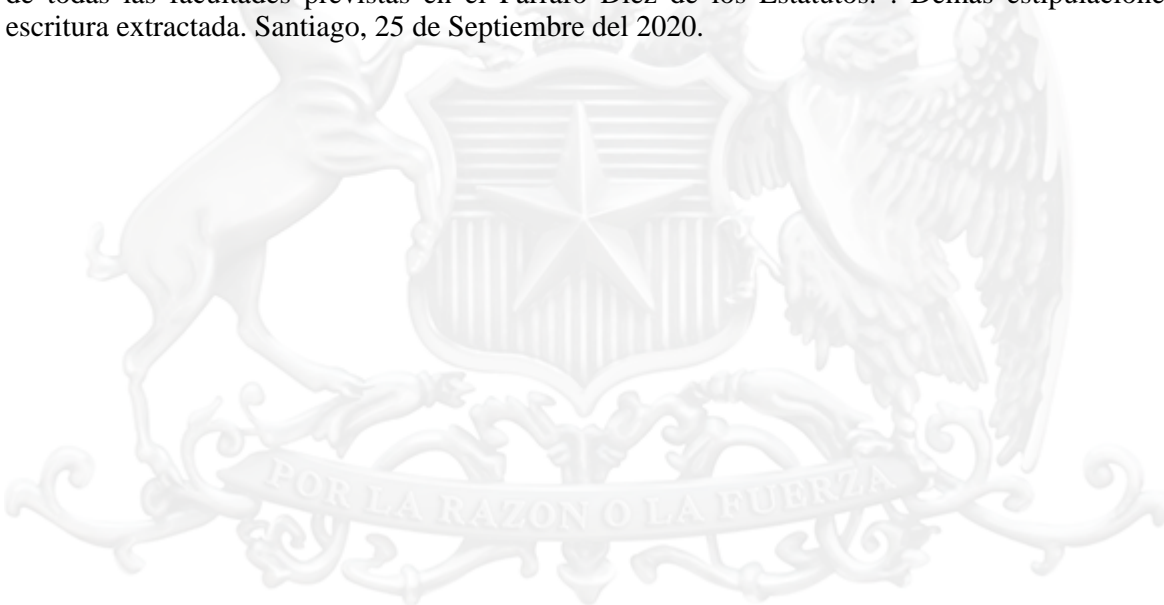 de todas las facultades previstas en el Párrafo Diez de los Estatutos. . Demás estipulacione
escritura extractada. Santiago, 25 de Septiembre del 2020.
POR LA RAZON O LA FUERZA